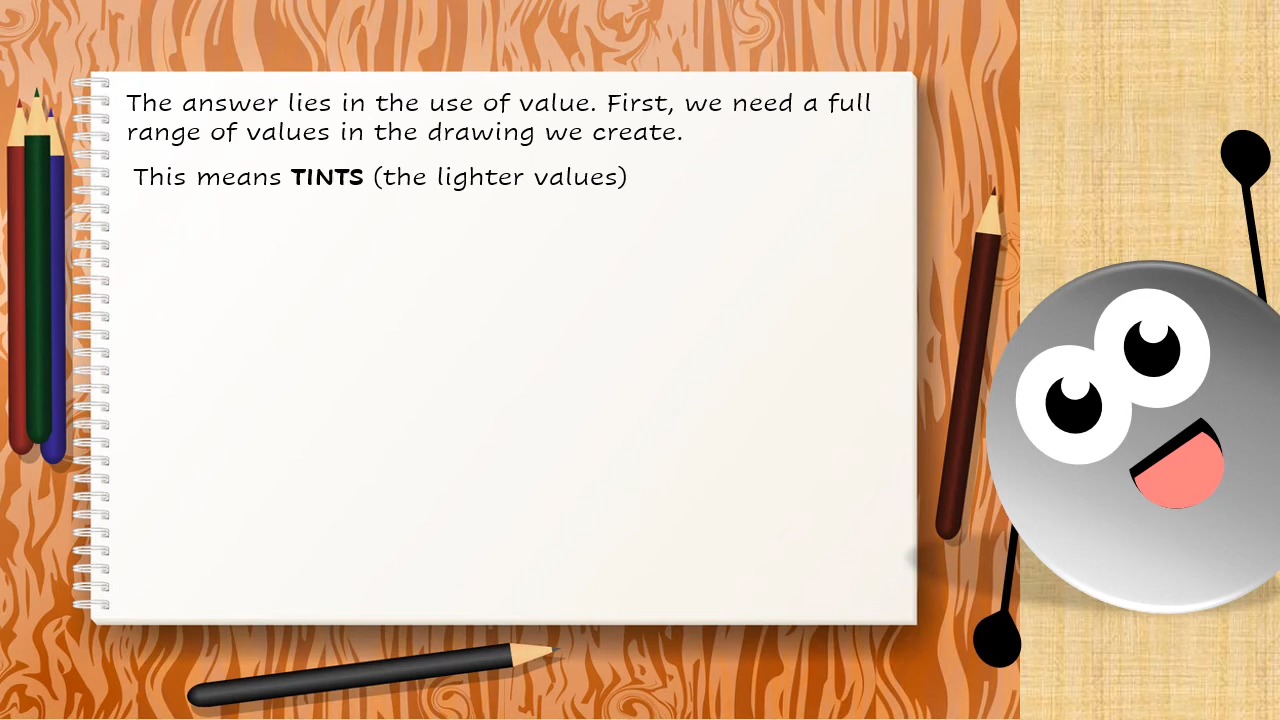 The answer lies in the use of value. First, we need a full
range of values in the drawing we create.
This means TINTS (the lighter values)